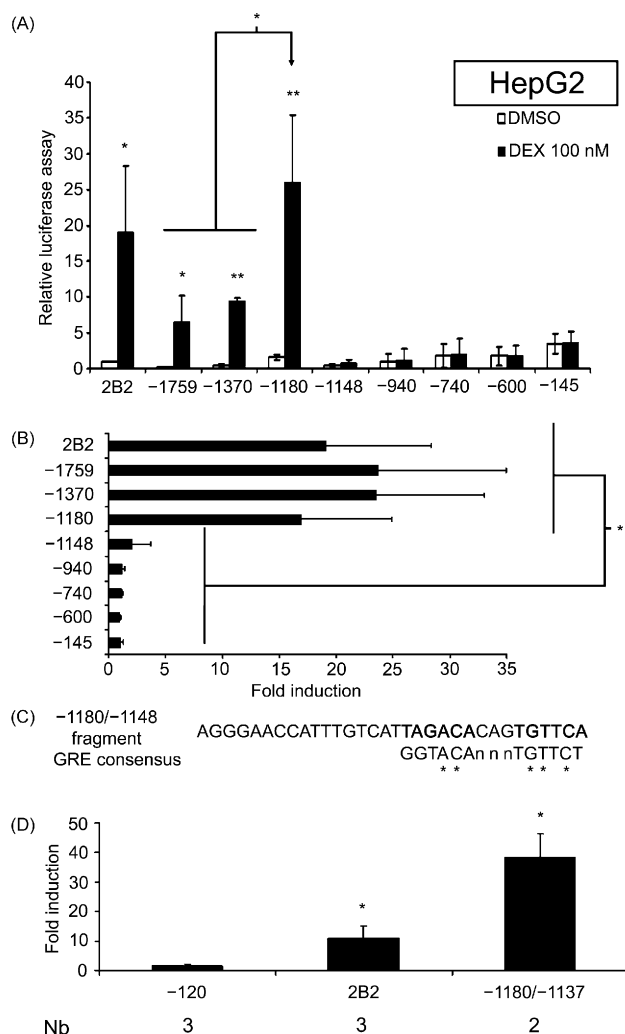 (A)
*
HepG2
DMSO
DEX 100 nM
Relative luciferase assay
40
35
30
25
20
15
10
5
0
* * ** **
2B2 −1759 −1370 −1180 −1148 −940 −740 −600 −145
(B)
2B2
−1759
−1370
−1180
−1148
−940
−740
−600
−145
*
0 5 10 15 20 25 30 35
Fold induction
(C)
−1180/−1148 fragment
AGGGAACCATTTGTCATTAGACACAGTGTTCA
GRE consensus
GGTACAnnnTGTTCT
* * * * *
(D)
Fold induction
50
40
30
20
10
0
* *
−120 2B2 −1180/−1137
Nb 3 3 2